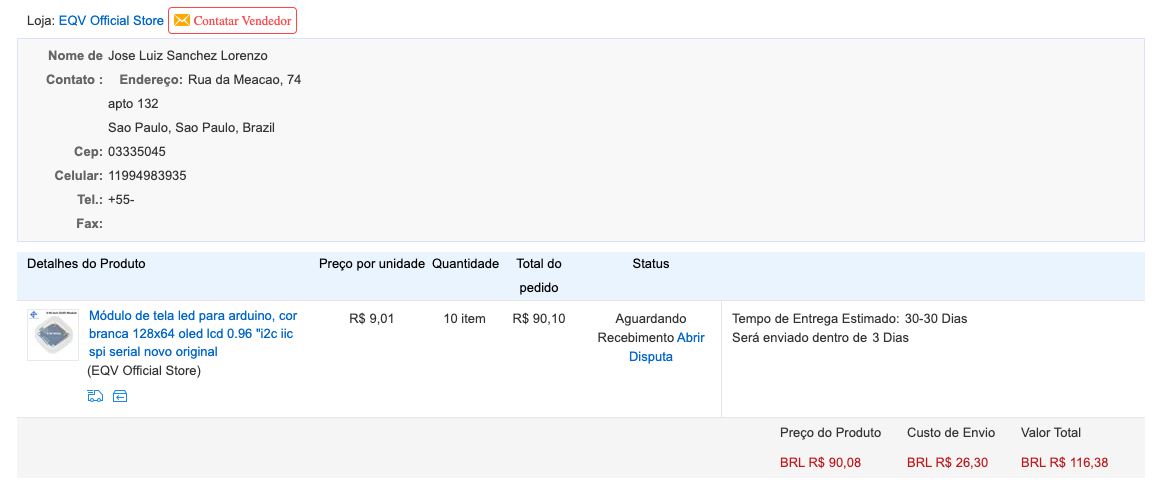 Loja: EQV Official Store Contatar Vendedor
Nome de Jose Luiz Sanchez Lorenzo
Contato : Endereço: Rua da Meacao, 74
apto 132
Sao Paulo, Sao Paulo, Brazil
Cep: 03335045
Celular: 11994983935
Tel.: +55-
Fax:
Detalhes do Produto Preço por unidade Quantidade Total do pedido Status
Módulo de tela led para arduino, cor
branca 128x64 oled lcd 0.96 "i2c iic
spi serial novo original
(EQV Official Store)
R$ 9,01
10 item
R$ 90,10
Aguardando
Recebimento Abrir
Disputa
Tempo de Entrega Estimado: 30-30 Dias
Será enviado dentro de 3 Dias
Preço do Produto Custo de Envio Valor Total
BRL R$ 90,08 BRL R$ 26,30 BRL R$ 116,38